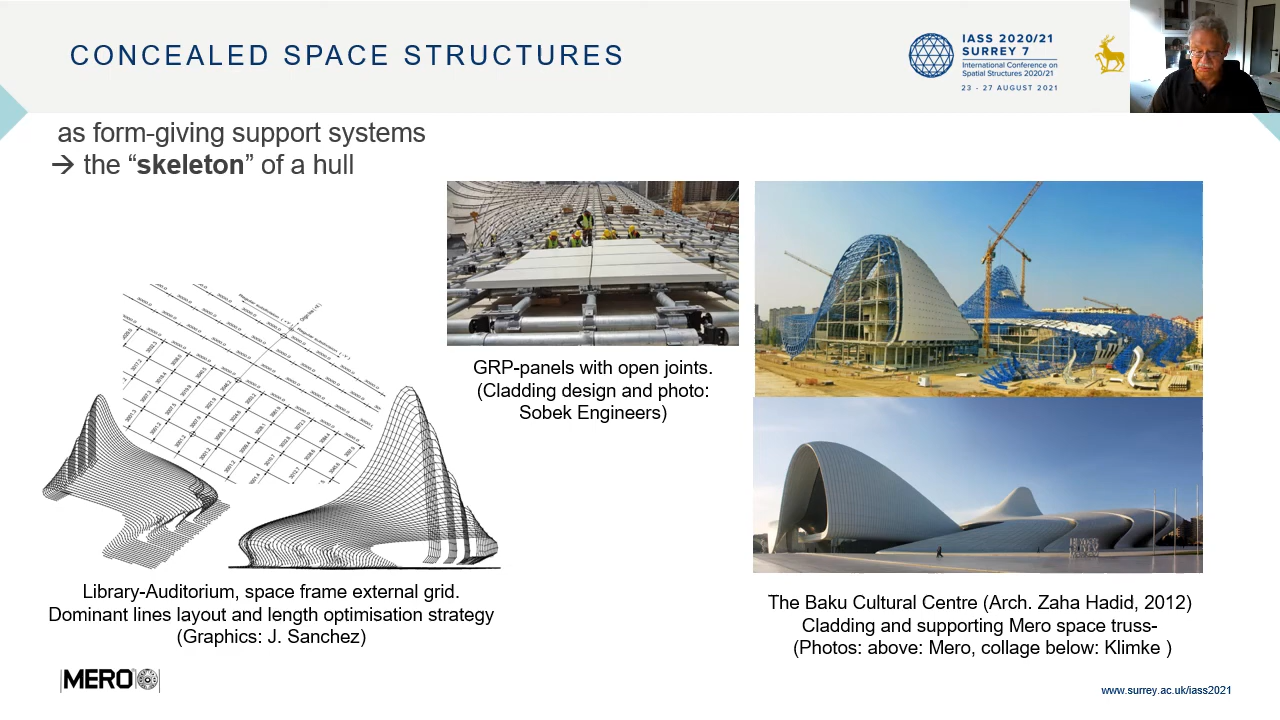 CONCEALED SPACE STRUCTURES
IASS 2020/21
SURREY 7
International Conference on
Spatial Structures 2020/21
23 - 27 AUGUST 2021
as form-giving support systems
→ the “skeleton” of a hull
GRP-panels with open joints.
(Cladding design and photo:
Sobek Engineers)
Library-Auditorium, space frame external grid.
Dominant lines layout and length optimisation strategy
(Graphics: J. Sanchez)
The Baku Cultural Centre (Arch. Zaha Hadid, 2012)
Cladding and supporting Mero space truss-
(Photos: above: Mero, collage below: Klimke )
MERO
www.surrey.ac.uk/iass2021